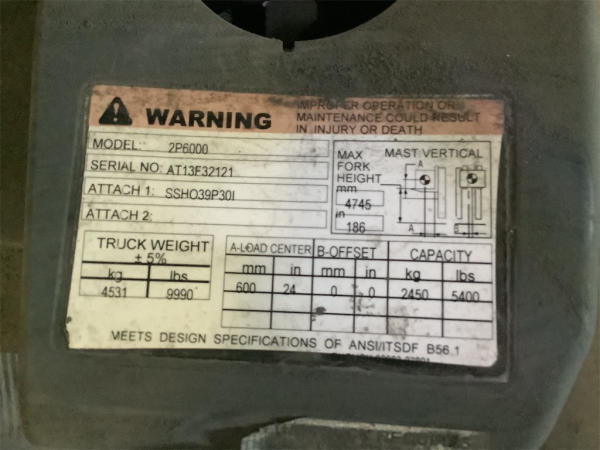 WARNING
IMPROPER OPERATION OR
MAINTENANCE COULD RESULT
IN INJURY OR DEATH
MODEL: 2P6000
SERIAL NO: AT13F32121
ATTACH 1: SSHO39P30I
ATTACH 2:
MAX FORK HEIGHT
mm
4745
in
186
MAST VERTICAL
A
A
B
TRUCK WEIGHT
± 5%
kg lbs
4531 9990
A-LOAD CENTER B-OFFSET CAPACITY
mm in mm in kg lbs
600 24 0 0 2450 5400
MEETS DESIGN SPECIFICATIONS OF ANSI/ITSDF B56.1